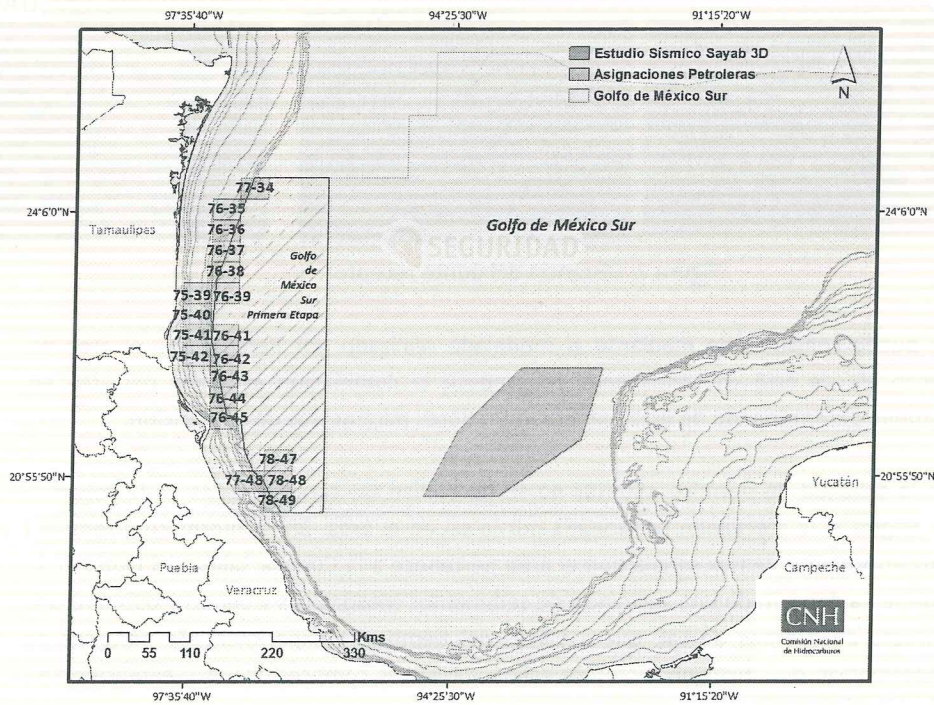 97°35'40"W
94°25'30"W
91°15'20"W
Estudio Sísmico Sayab 3D
Asignaciones Petroleras
Golfo de México Sur
N
24°6'0"N
24°6'0"N
Tamaulipas
77-34
76-35
76-36
76-37
76-38
75-39
76-39
75-40
75-41
76-41
75-42
76-42
76-43
76-44
76-45
78-47
77-48
78-48
78-49
Golfo
de
México
Sur
Primera Etapa
Golfo de México Sur
SEGURIDAD
20°55'50"N
20°55'50"N
Yucatán
Campeche
Puebla
Veracruz
Kms
0
55
110
220
330
CNH
Comisión Nacional
de Hidrocarburos
97°35'40"W
94°25'30"W
91°15'20"W